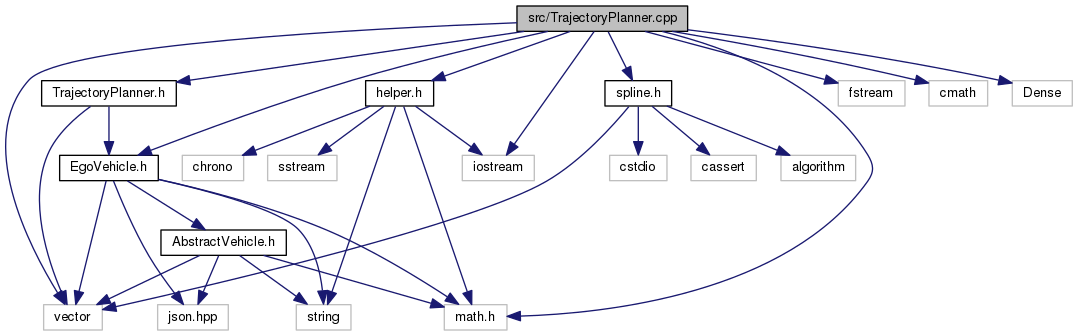 src/TrajectoryPlanner.cpp
TrajectoryPlanner.h
helper.h
spline.h
fstream
cmath
Dense
EgoVehicle.h
chrono
sstream
iostream
cstdio
cassert
algorithm
AbstractVehicle.h
vector
json.hpp
string
math.h